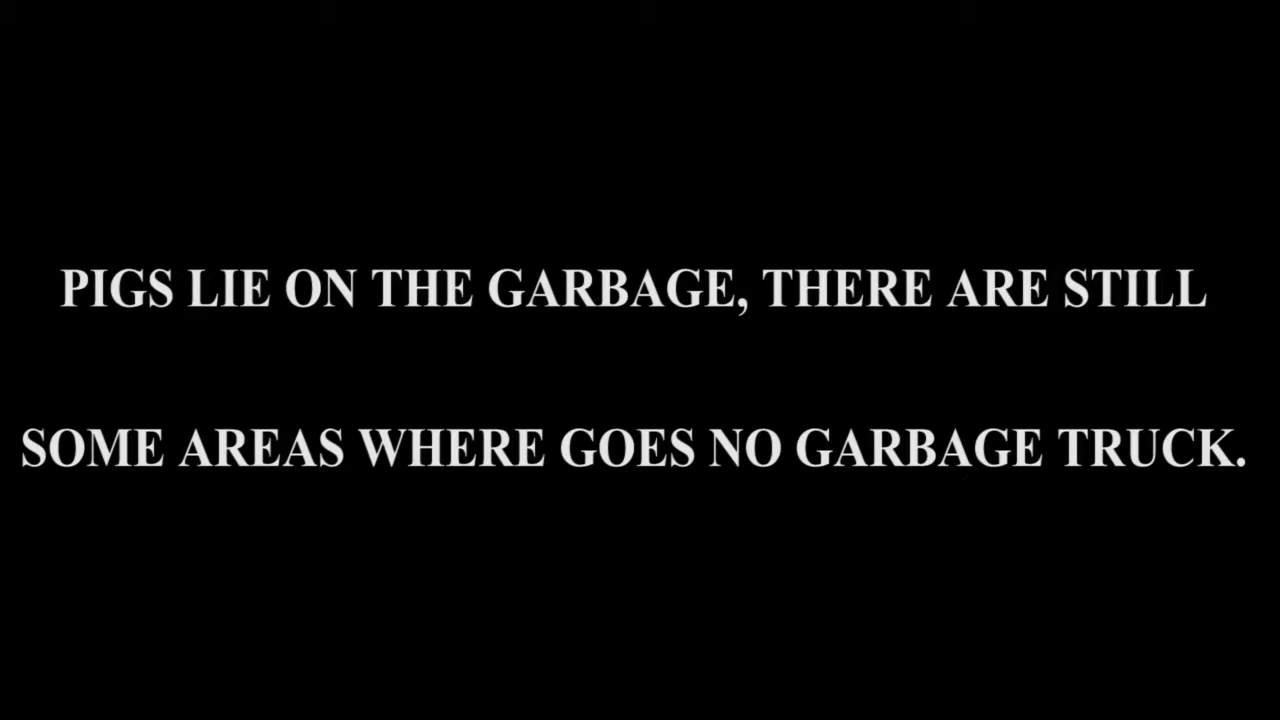 PIGS LIE ON THE GARBAGE, THERE ARE STILL
SOME AREAS WHERE GOES NO GARBAGE TRUCK.